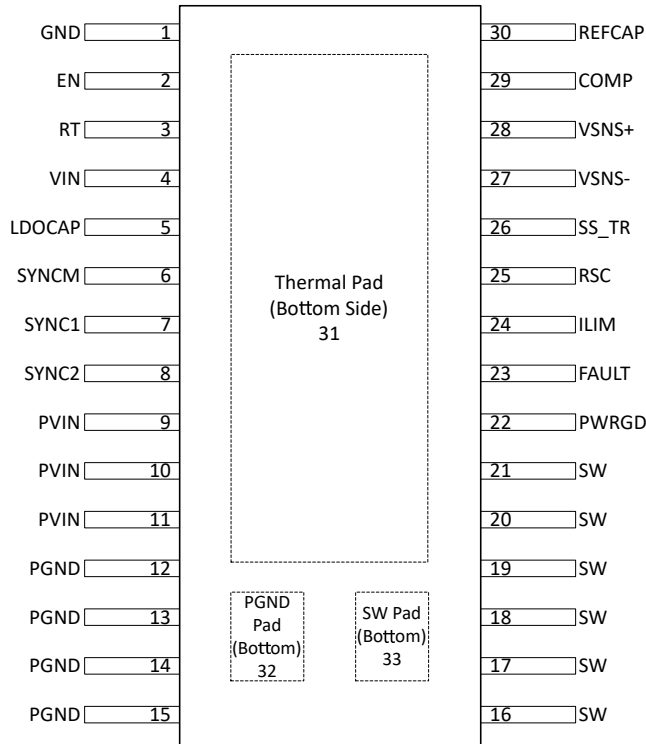 GND 1 30 REFCAP
EN 2 29 COMP
RT 3 28 VSNS+
VIN 4 27 VSNS-
LDOCAP 5 26 SS_TR
SYNCM 6 25 RSC
Thermal Pad
(Bottom Side)
31
SYNC1 7 24 ILIM
SYNC2 8 23 FAULT
PVIN 9 22 PWRGD
PVIN 10 21 SW
PVIN 11 20 SW
PGND 12 19 SW
PGND 13 18 SW
PGND
Pad
(Bottom)
32
SW Pad
(Bottom)
33
PGND 14 17 SW
PGND 15 16 SW